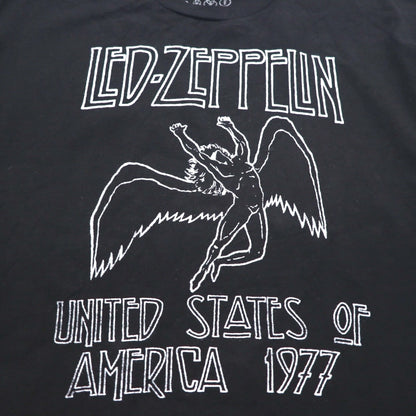 LED-ZEPPELIN
UNITED STATES OF
AMERICA 1977